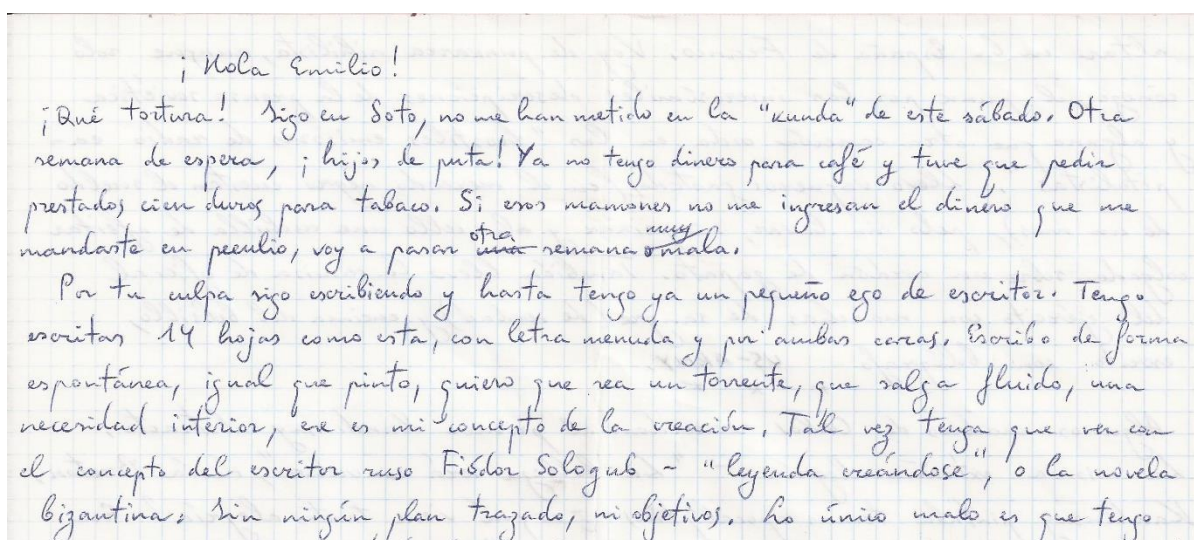 ¡Hola Emilio!
¡Qué tortura! Sigo en Soto, no me han metido en la "kunda" de este sábado. Otra
semana de espera, ¡hijos de puta! Ya no tengo dinero para café y tuve que pedir
prestados cien duros para tabaco. Si esos mamones no me ingresan el dinero que me
mandaste en peculio, voy a pasar otra semana muy mala.
Por tu culpa sigo escribiendo y hasta tengo ya un pequeño ego de escritor. Tengo
escritas 14 hojas como esta, con letra menuda y por ambas caras. Escribo de forma
espontánea, igual que pinto, quiero que sea un torrente, que salga fluido, una
necesidad interior, ese es mi concepto de la creación. Tal vez tenga que ver con
el concepto del escritor ruso Fiódor Sologub - "leyenda creándose", o la novela
bizantina. Sin ningún plan trazado, ni objetivos. Lo único malo es que tengo